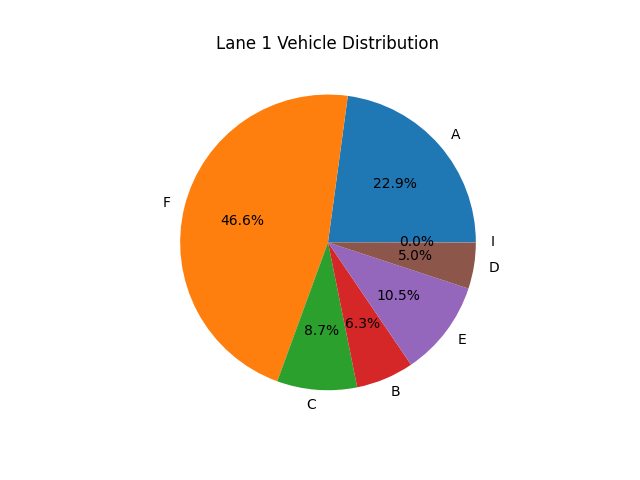 Lane 1 Vehicle Distribution
A
22.9%
F
46.6%
0.0%
I
5.0%
D
10.5%
8.7%
6.3%
E
B
C